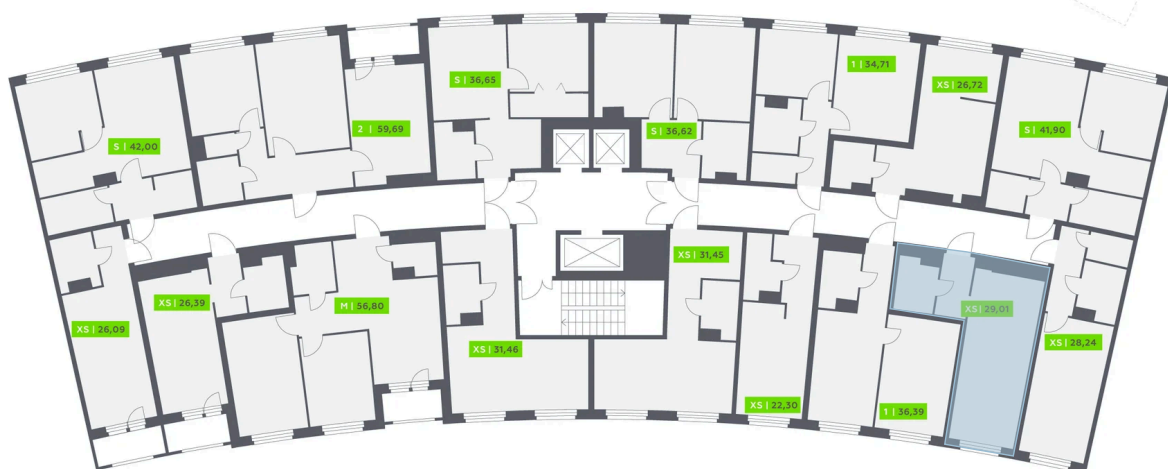 1 | 34,71
S | 36,65
XS | 26,72
2 | 59,69
S | 36,62
S | 41,90
S | 42,00
XS | 31,45
XS | 26,39
M | 56,80
XS | 29,01
XS | 26,09
XS | 31,46
XS | 28,24
XS | 22,30
1 | 36,39